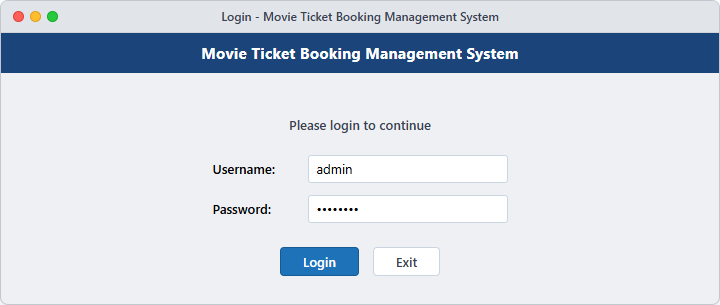 Login - Movie Ticket Booking Management System
Movie Ticket Booking Management System
Please login to continue
Username: admin
Password: ••••••••
Login Exit